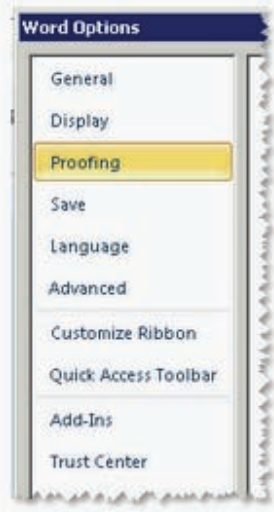 Word Options
General
Display
Proofing
Save
Language
Advanced
Customize Ribbon
Quick Access Toolbar
Add-Ins
Trust Center